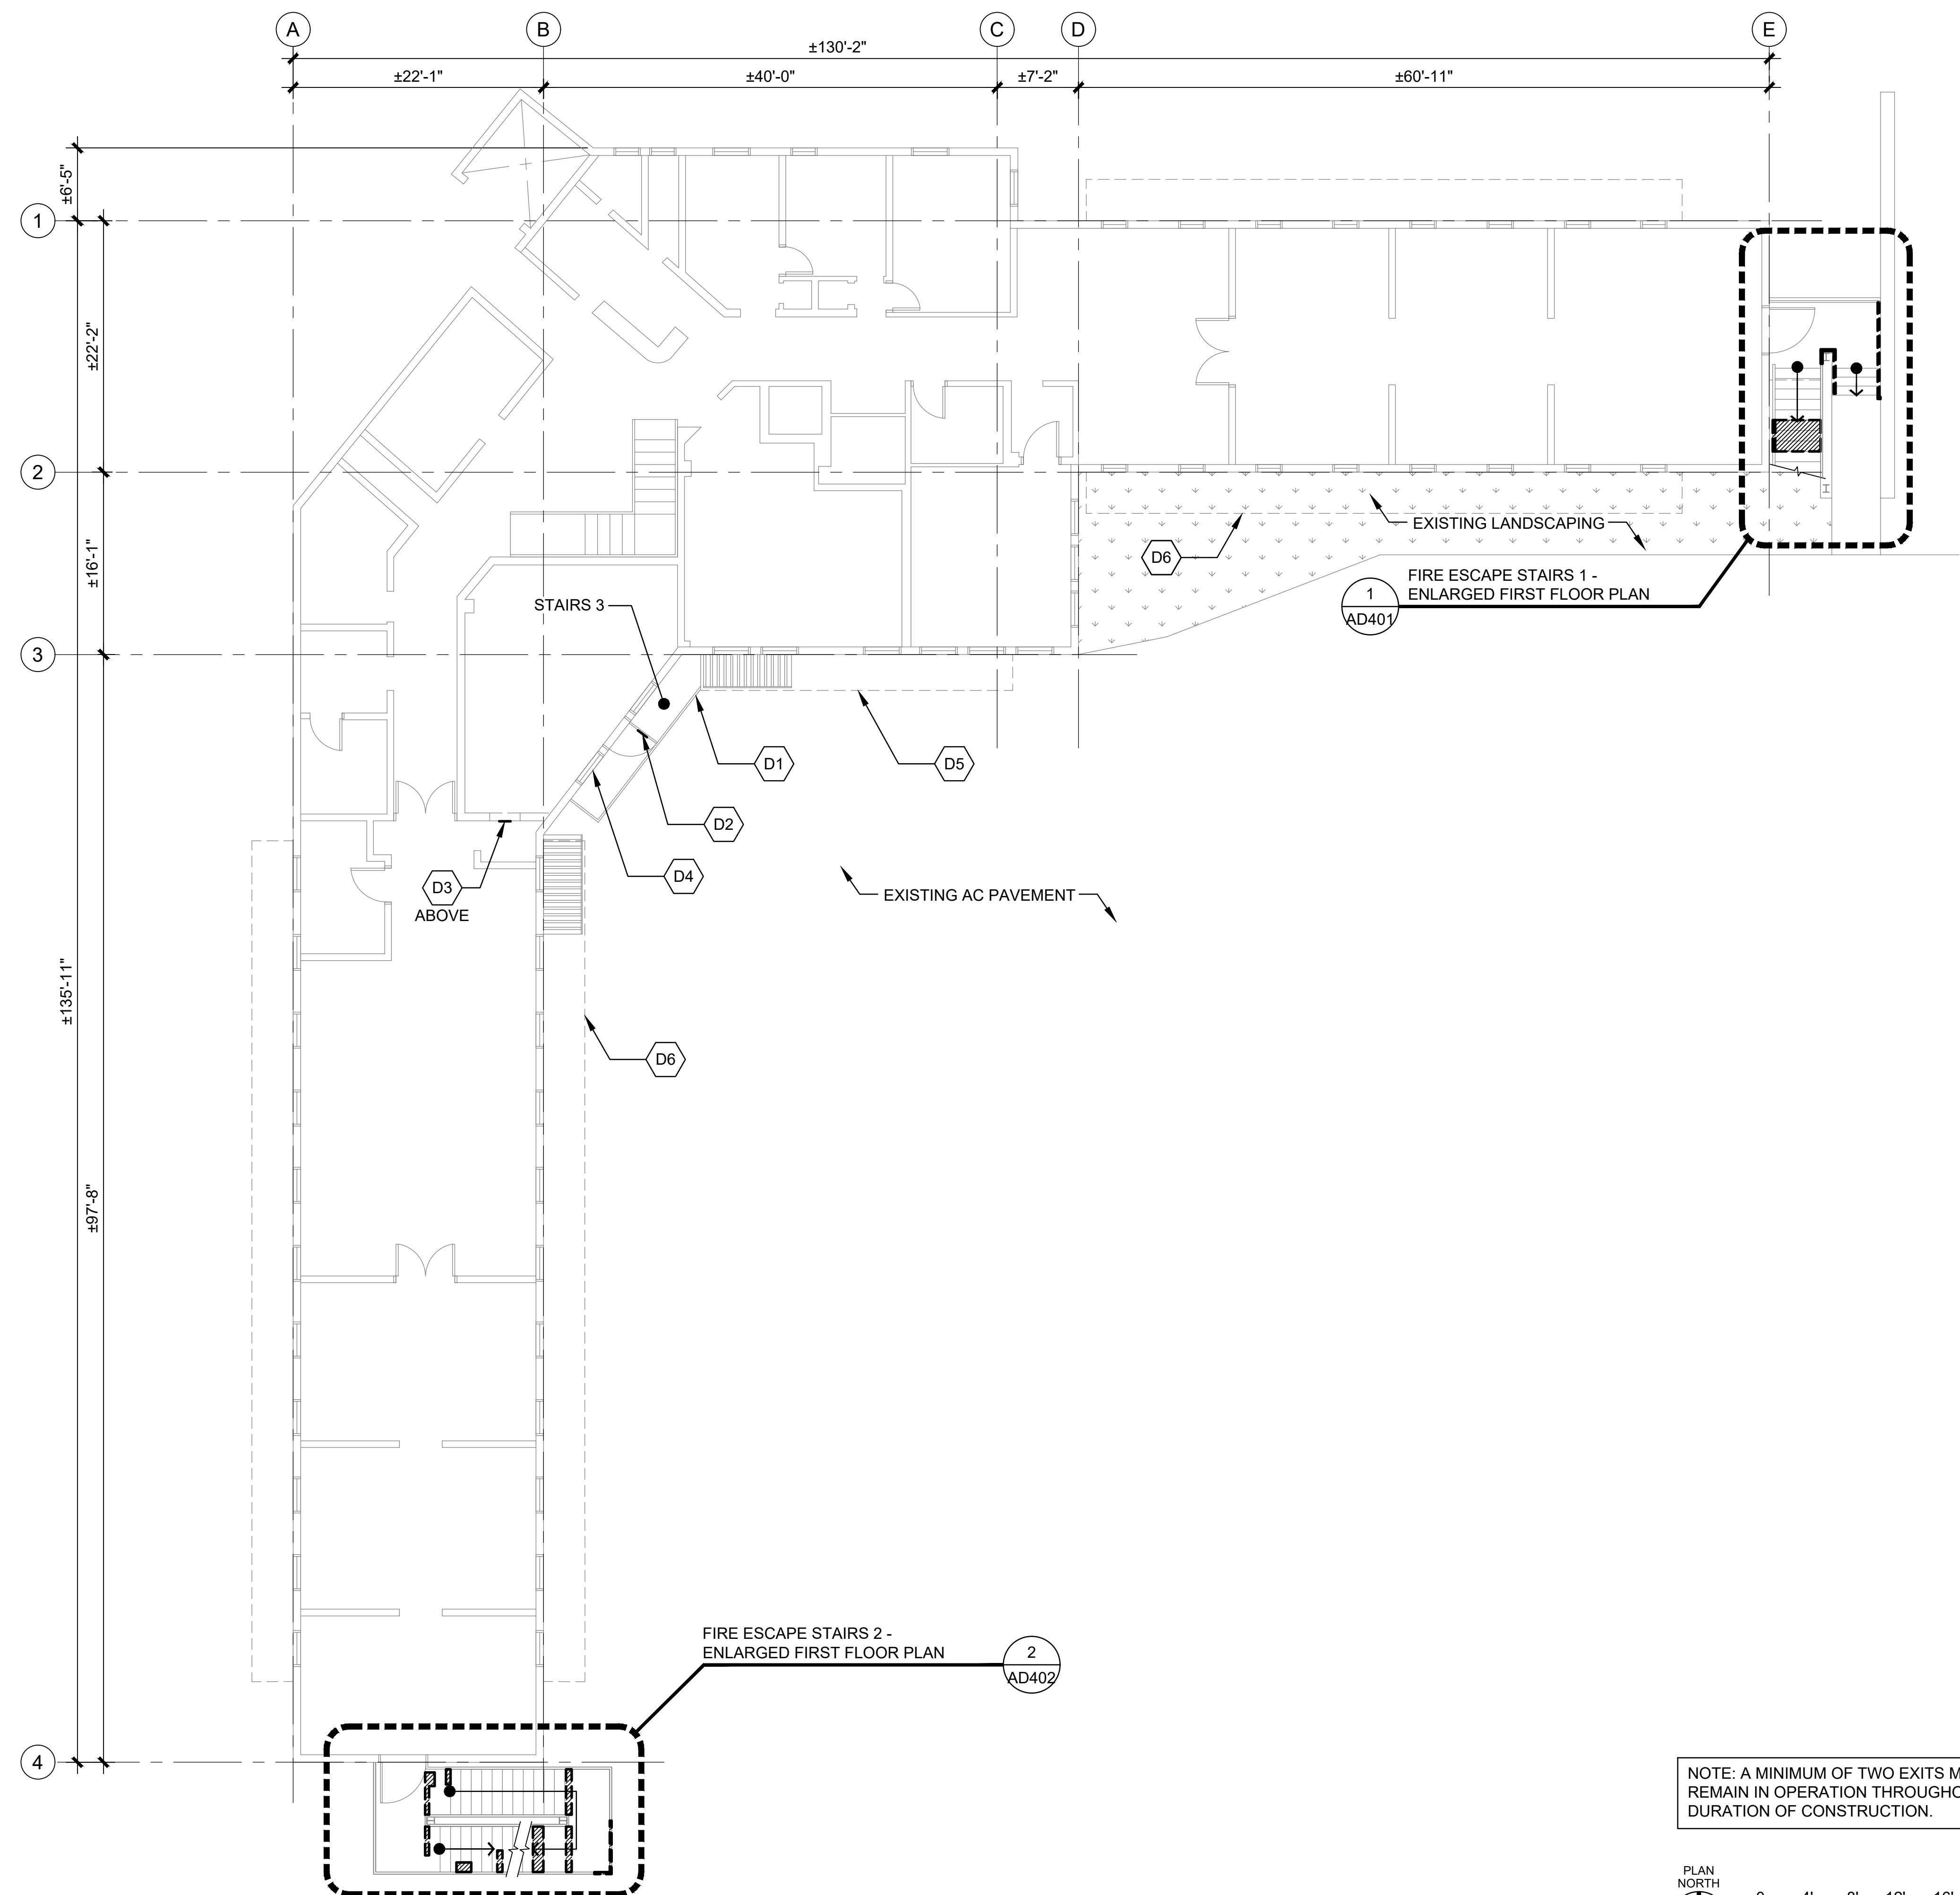 A
B
C
D
E
±130'-2"
±22'-1"
±40'-0"
±7'-2"
±60'-11"
±6'-5"
1
±22'-2"
2
EXISTING LANDSCAPING
D6
±16'-1"
FIRE ESCAPE STAIRS 1 -
ENLARGED FIRST FLOOR PLAN
1
AD401
STAIRS 3
3
D1
D5
D2
D4
D3
ABOVE
EXISTING AC PAVEMENT
±135'-11"
D6
±97'-8"
FIRE ESCAPE STAIRS 2 -
ENLARGED FIRST FLOOR PLAN
2
AD402
4
NOTE: A MINIMUM OF TWO EXITS
REMAIN IN OPERATION
DURATION OF CONSTRUCTION.
PLAN
NORTH